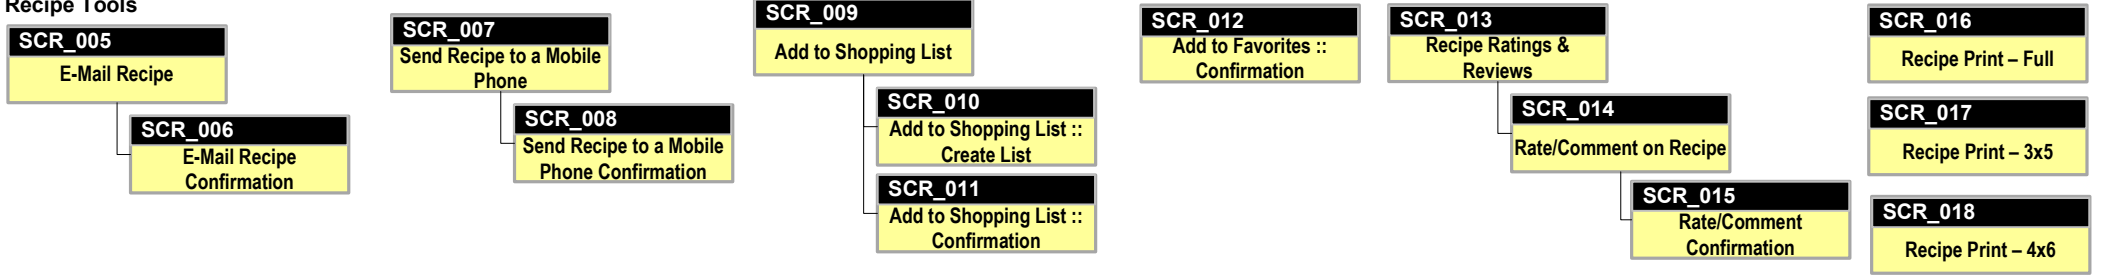 Recipe Tools
SCR_005
E-Mail Recipe
SCR_006
E-Mail Recipe
Confirmation
SCR_007
Send Recipe to a Mobile
Phone
SCR_008
Send Recipe to a Mobile
Phone Confirmation
SCR_009
Add to Shopping List
SCR_010
Add to Shopping List ::
Create List
SCR_011
Add to Shopping List ::
Confirmation
SCR_012
Add to Favorites ::
Confirmation
SCR_013
Recipe Ratings &
Reviews
SCR_014
Rate/Comment on Recipe
SCR_015
Rate/Comment
Confirmation
SCR_016
Recipe Print – Full
SCR_017
Recipe Print – 3x5
SCR_018
Recipe Print – 4x6